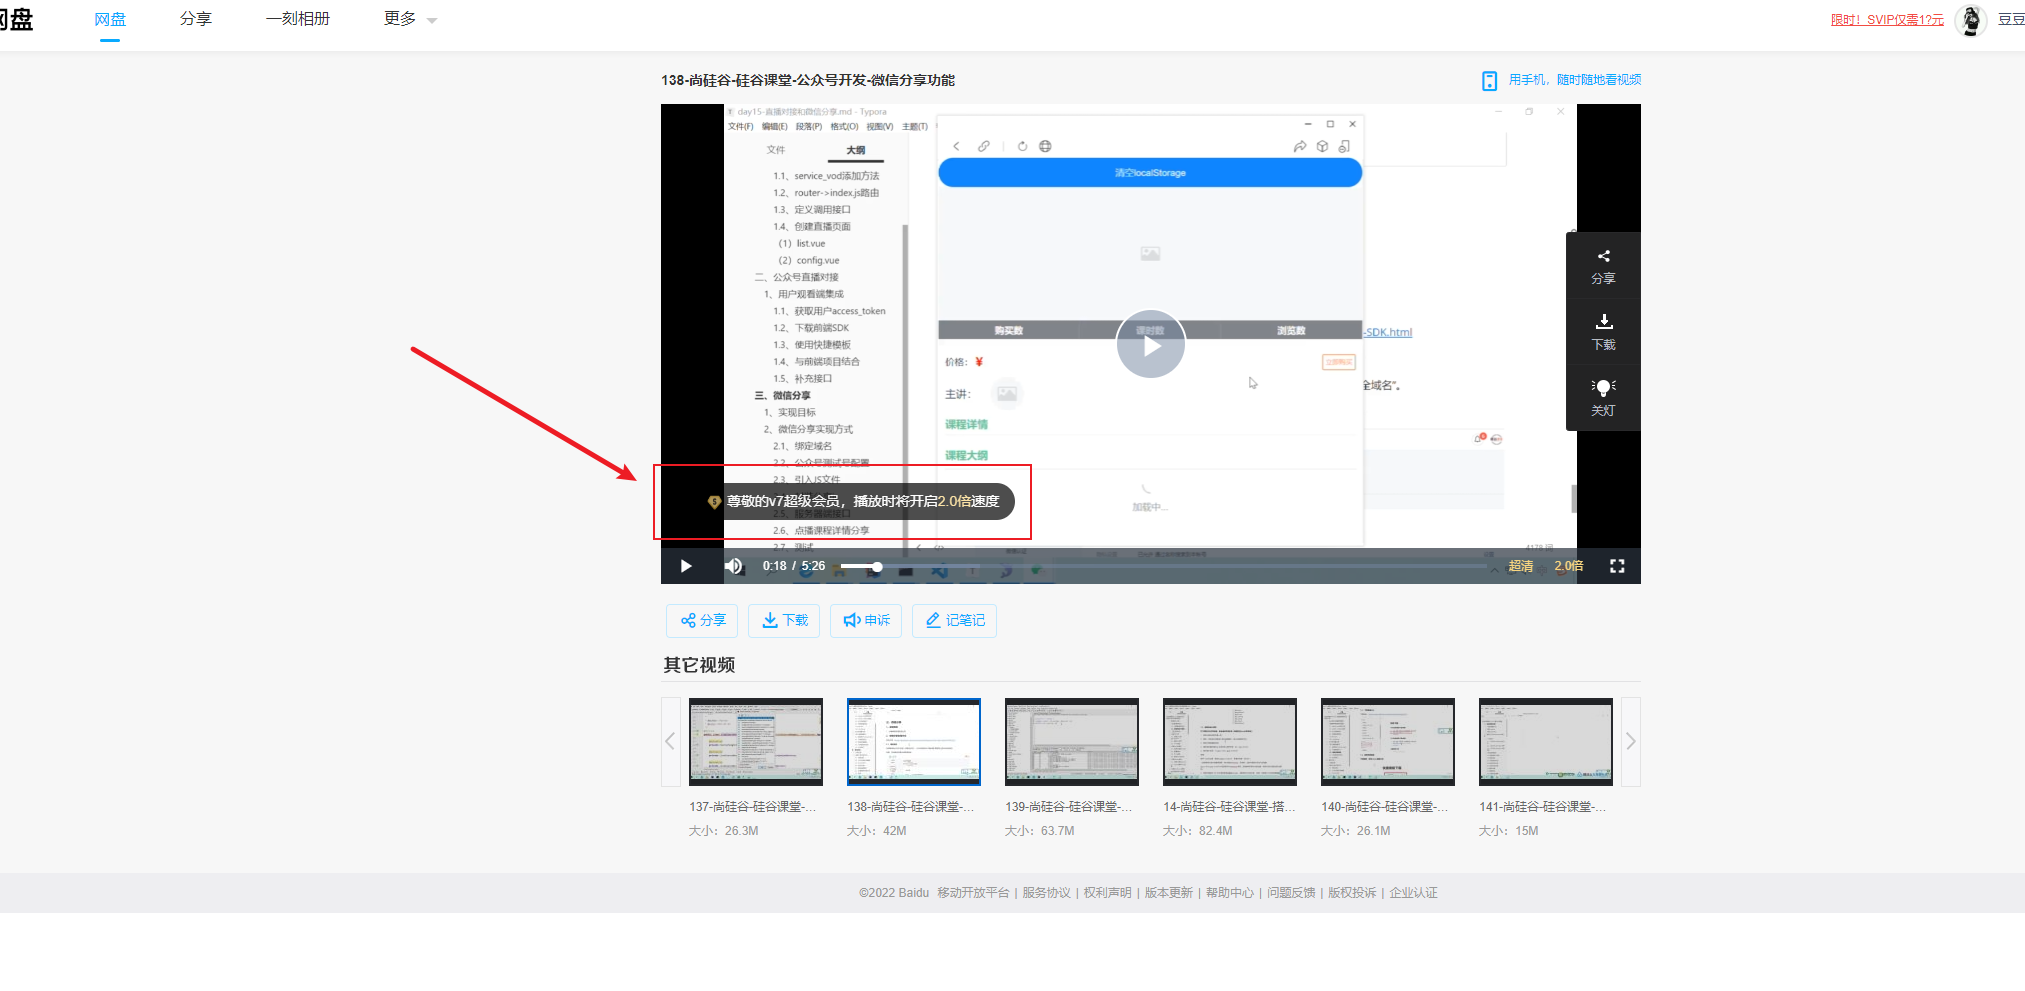 网盘
网盘
分享
一刻相册
更多
限时！SVIP仅需1?元
豆豆
138-尚硅谷-硅谷课堂-公众号开发-微信分享功能
用手机，随时随地看视频
day15-直播对接和微信分享.md - Typora
文件(F) 编辑(E) 段落(P) 格式(O) 视图(V) 主题(T)
文件
大纲
1.1、service_vod添加方法
1.2、router->index.js路由
1.3、定义调用接口
1.4、创建直播页面
（1）list.vue
（2）config.vue
二、公众号直播对接
1、用户观看端集成
1.1、获取用户access_token
1.2、下载前端SDK
1.3、使用快捷模板
1.4、与前端项目结合
1.5、补充接口
三、微信分享
1、实现目标
2、微信分享实现方式
2.1、绑定域名
2.2、公众号测试号配置
2.3、引入JS文件
2.5、服务器端接口
2.6、点播课程详情分享
2.7、测试
清空localStorage
购买数
课时数
浏览数
价格：¥
立即购买
主讲：
课程详情
课程大纲
加载中...
-SDK.html
全域名”。
4179 词
分享
下载
关灯
尊敬的v7超级会员，播放时将开启2.0倍速度
0:18 / 5:26
超清
2.0倍
分享
下载
申诉
记笔记
其它视频
137-尚硅谷-硅谷课堂-...
138-尚硅谷-硅谷课堂-...
139-尚硅谷-硅谷课堂-...
14-尚硅谷-硅谷课堂-搭...
140-尚硅谷-硅谷课堂-...
141-尚硅谷-硅谷课堂-...
大小：26.3M
大小：42M
大小：63.7M
大小：82.4M
大小：26.1M
大小：15M
©2022 Baidu 移动开放平台 | 服务协议 | 权利声明 | 版本更新 | 帮助中心 | 问题反馈 | 版权投诉 | 企业认证